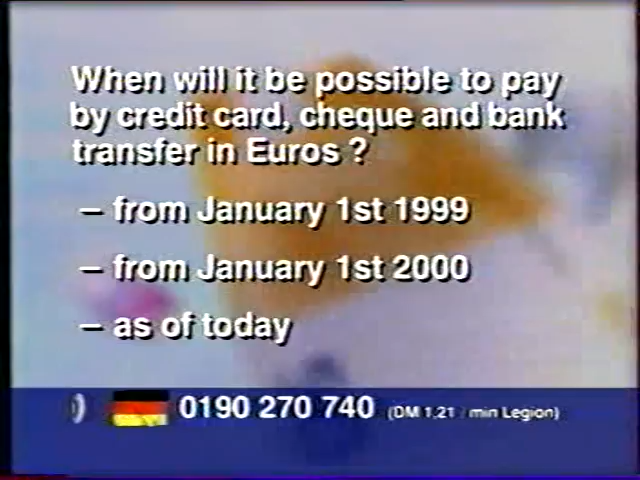 When will it be possible to pay
by credit card, cheque and bank
transfer in Euros ?
– from January 1st 1999
– from January 1st 2000
– as of today
0190 270 740 (DM 1,21 / min Legion)